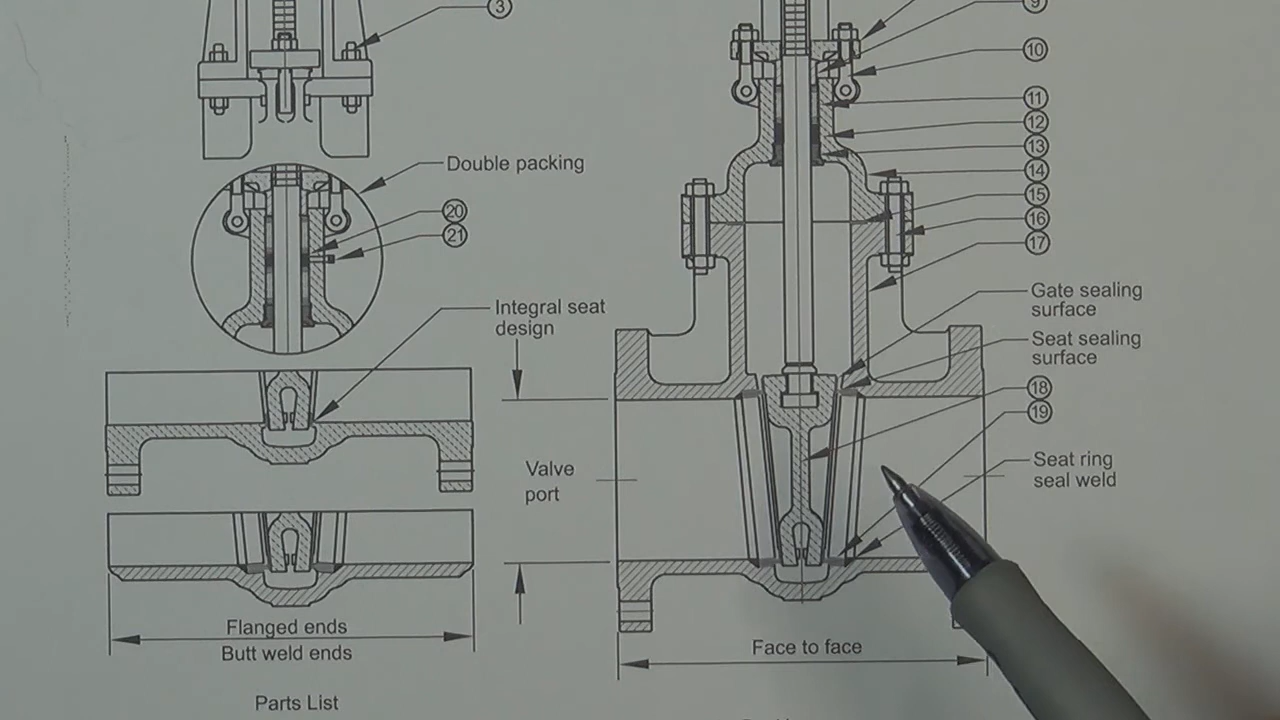 3
9
10
11
12
13
14
15
16
17
Double packing
20
21
Integral seat
design
Gate sealing
surface
Seat sealing
surface
18
19
Valve
port
Seat ring
seal weld
Flanged ends
Butt weld ends
Face to face
Parts List